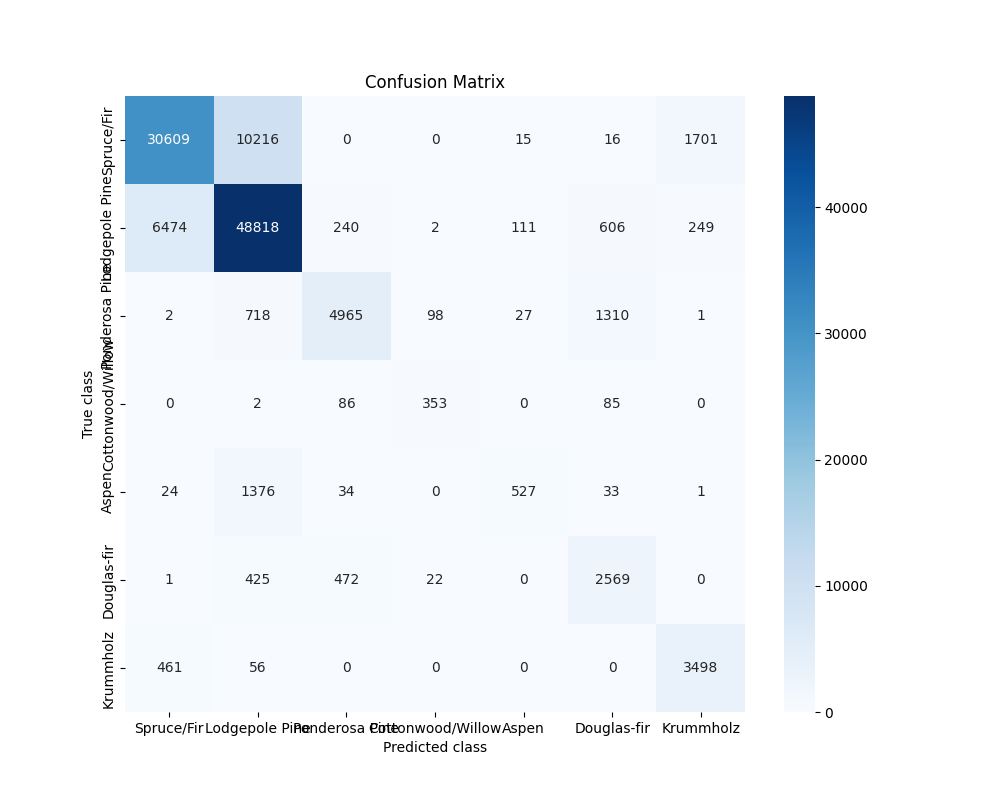 Confusion Matrix
True class
Spruce/Fir
30609 10216 0 0 15 16 1701
Lodgepole Pine
6474 48818 240 2 111 606 249
Ponderosa Pine
2 718 4965 98 27 1310 1
Cottonwood/Willow
0 2 86 353 0 85 0
Aspen
24 1376 34 0 527 33 1
Douglas-fir
1 425 472 22 0 2569 0
Krummholz
461 56 0 0 0 0 3498
Spruce/Fir Lodgepole Pine Ponderosa Pine Cottonwood/Willow Aspen Douglas-fir Krummholz
Predicted class
40000
30000
20000
10000
0